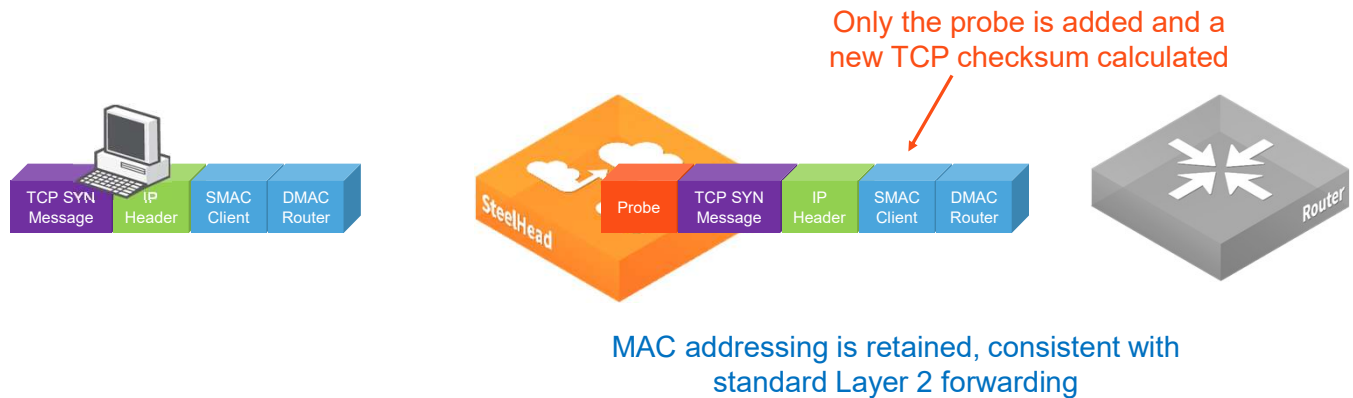 Only the probe is added and a
new TCP checksum calculated
TCP SYN
Message
IP
Header
SMAC
Client
DMAC
Router
SteelHead
Probe
TCP SYN
Message
IP
Header
SMAC
Client
DMAC
Router
Router
MAC addressing is retained, consistent with
standard Layer 2 forwarding